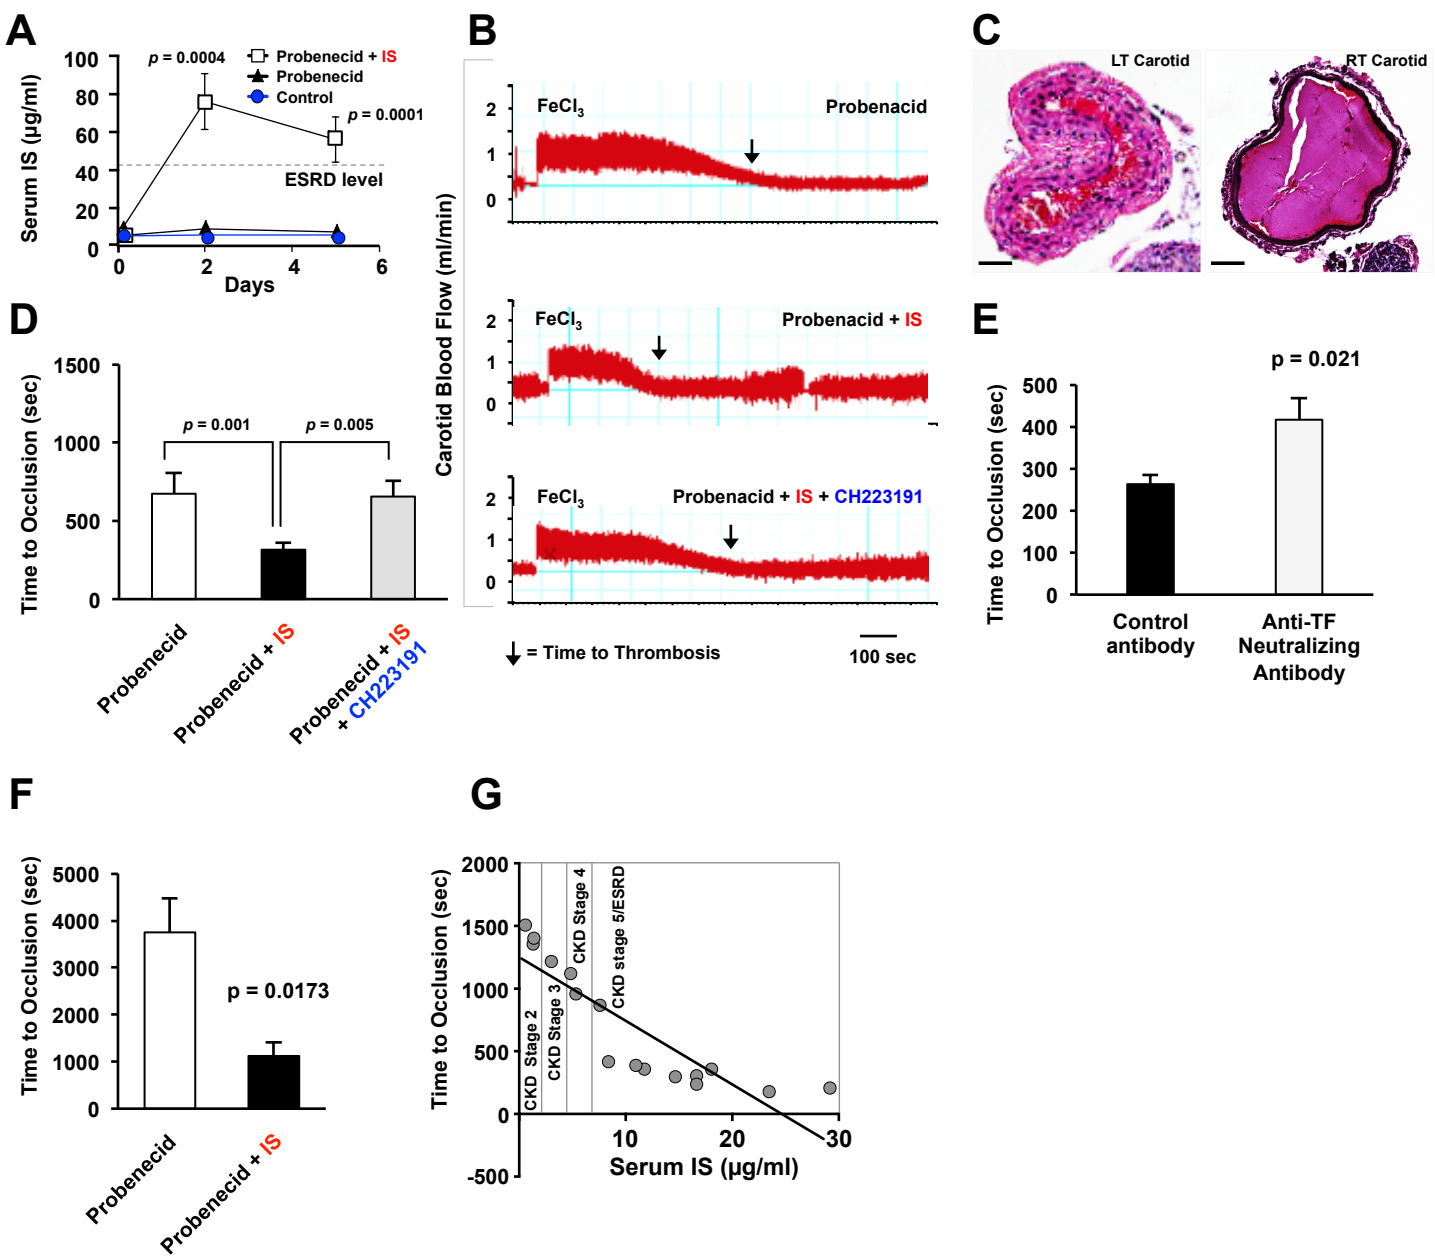 A
100
80
60
40
20
0
Serum IS (µg/ml)
p = 0.0004
Probenecid + IS
Probenecid
Control
p = 0.0001
ESRD level
0
2
4
6
Days
B
Carotid Blood Flow (ml/min)
2
1
0
FeCl3
Probenacid
2
1
0
FeCl3
Probenacid + IS
2
1
0
FeCl3
Probenacid + IS + CH223191
= Time to Thrombosis
100 sec
C
LT Carotid
RT Carotid
D
Time to Occlusion (sec)
1500
1000
500
0
p = 0.001
p = 0.005
Probenecid
Probenecid + IS
Probenecid + IS
+ CH223191
E
Time to Occlusion (sec)
p = 0.021
500
400
300
200
100
0
Control
antibody
Anti-TF
Neutralizing
Antibody
F
Time to Occlusion (sec)
5000
4000
3000
2000
1000
0
p = 0.0173
Probenecid
Probenecid + IS
G
Time to Occlusion (sec)
2000
1500
1000
500
0
-500
CKD Stage 2
CKD Stage 3
CKD Stage 4
CKD stage 5/ESRD
10
20
30
Serum IS (µg/ml)